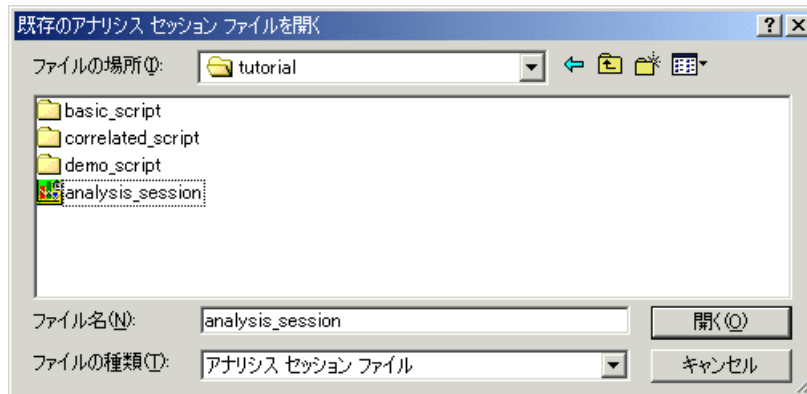 既存のアナリシス セッション ファイルを開く
ファイルの場所(I):
tutorial
basic_script
correlated_script
demo_script
analysis_session
ファイル名(N):
analysis_session
開く(O)
ファイルの種類(T):
アナリシス セッション ファイル
キャンセル